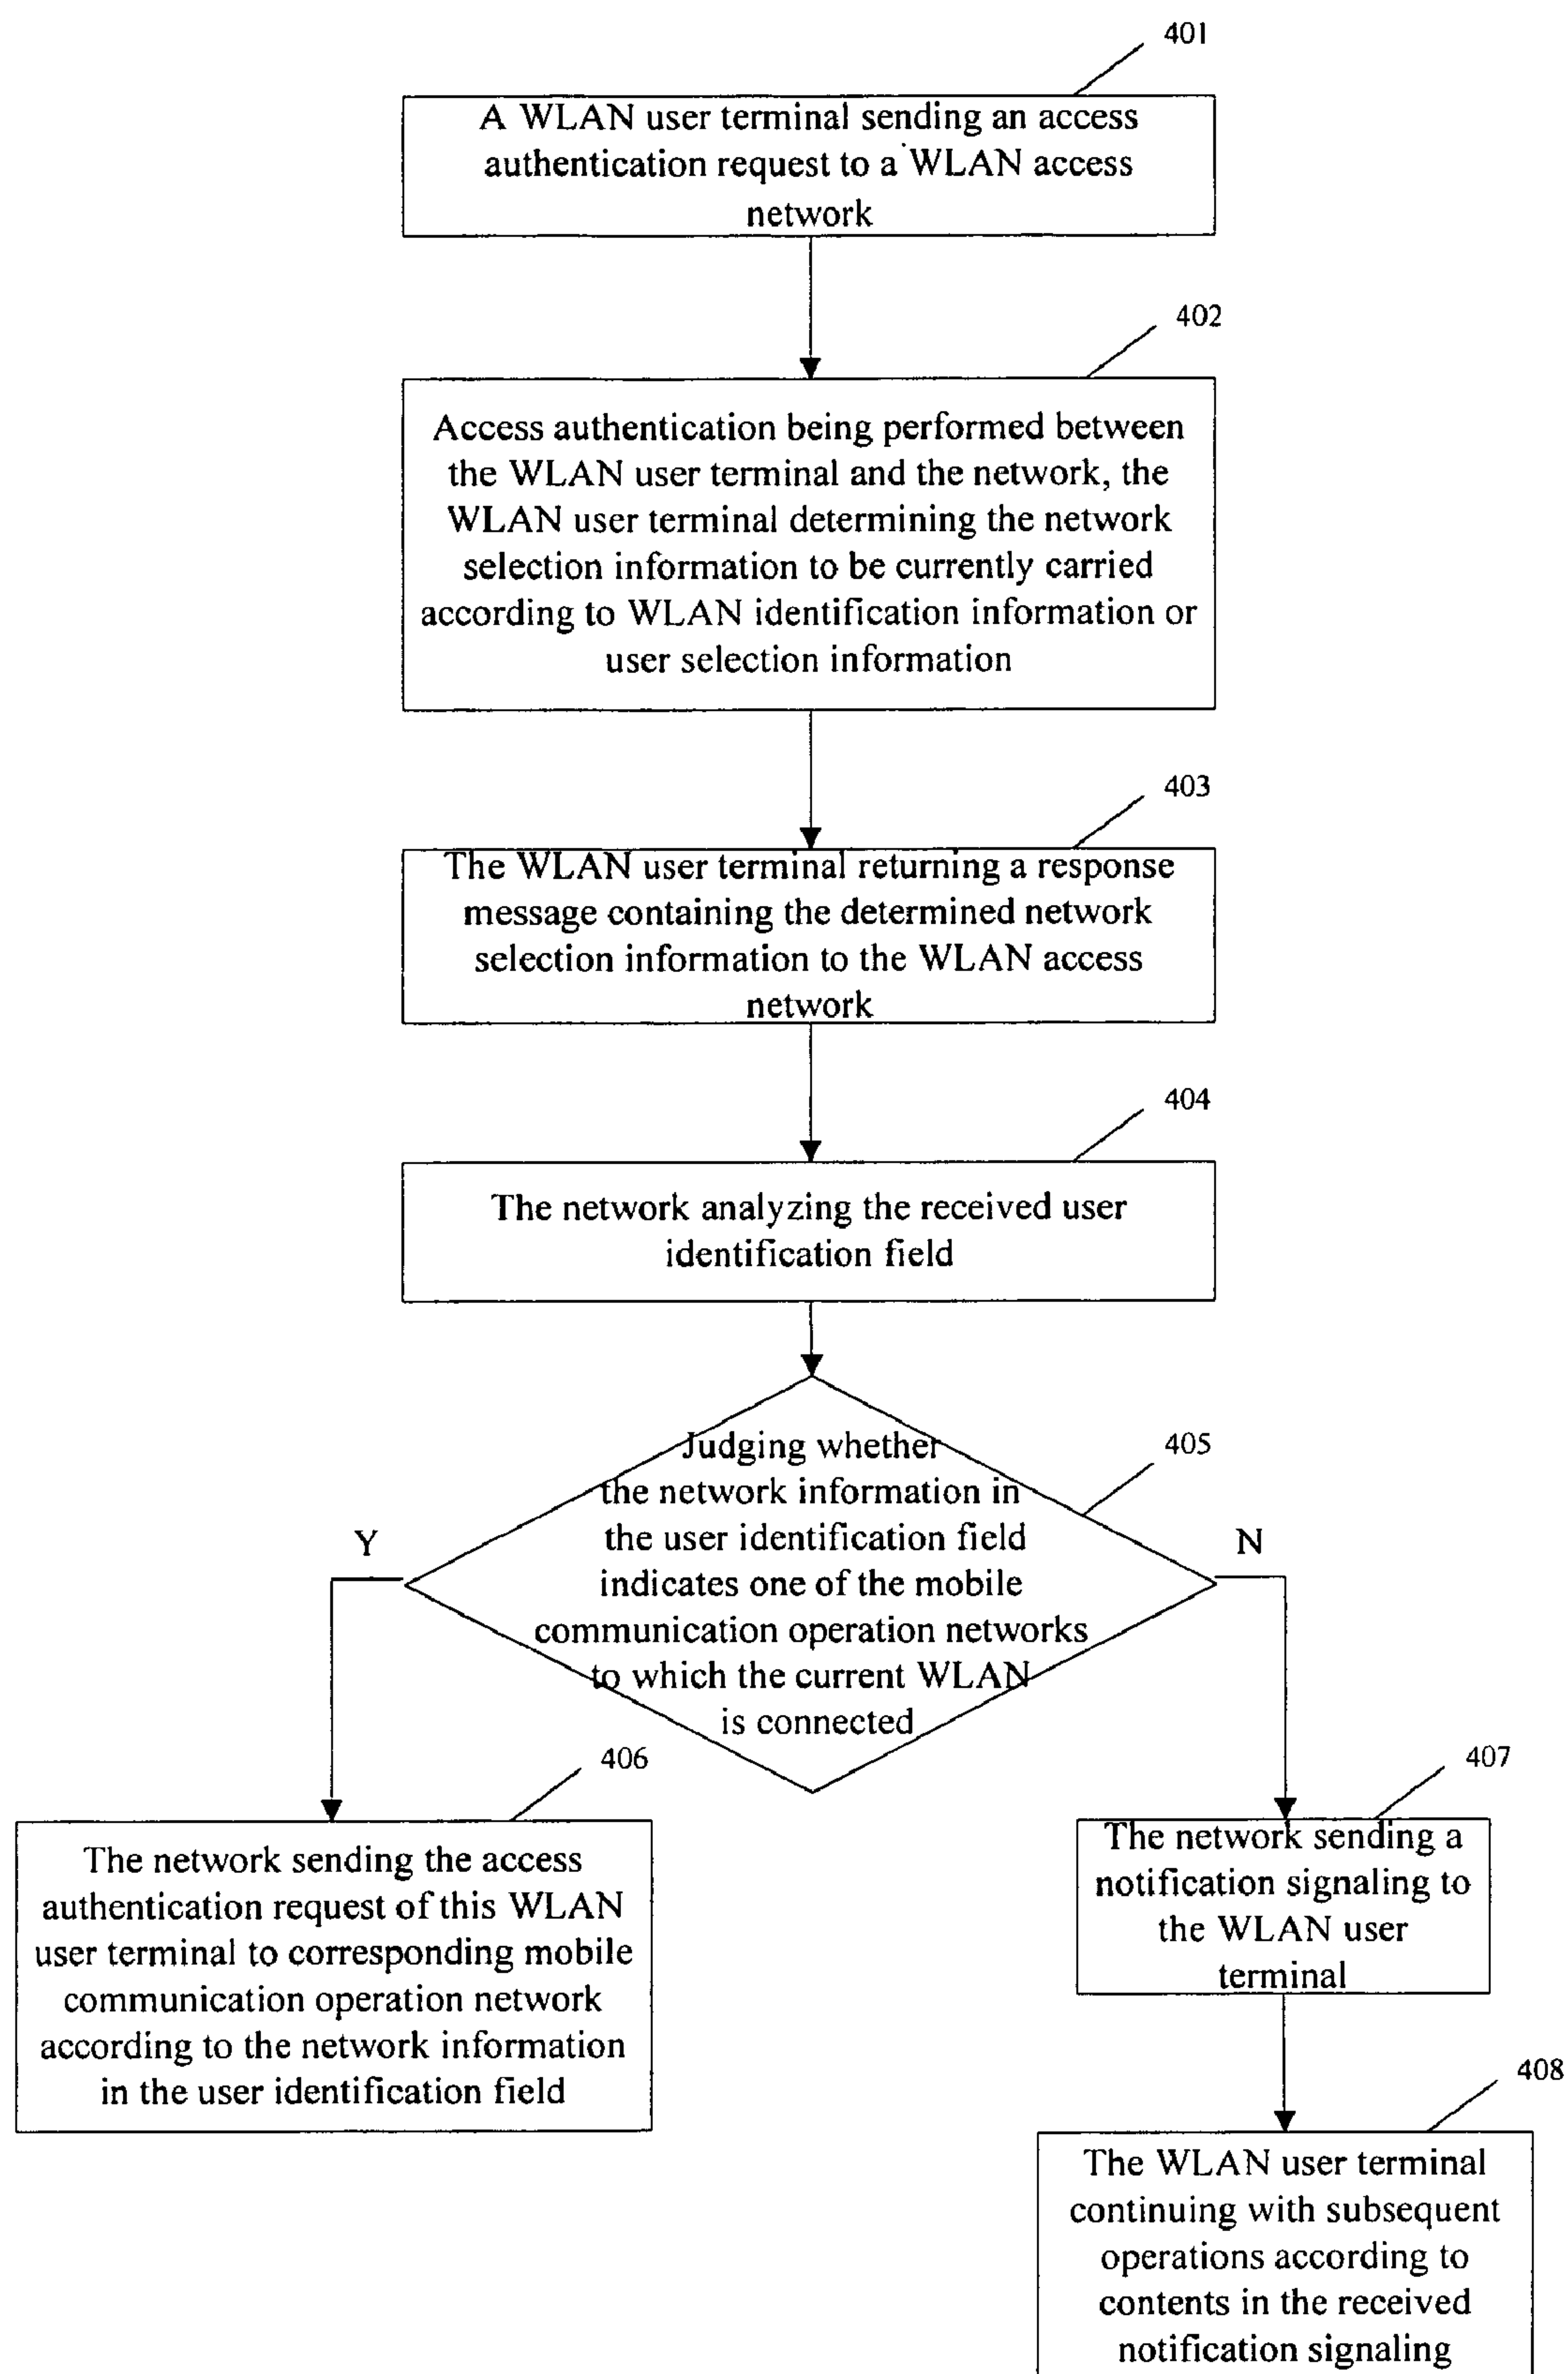 401
A WLAN user terminal sending an access
authentication request to a WLAN access
network
402
Access authentication being performed between
the WLAN user terminal and the network, the
WLAN user terminal determining the network
selection information to be currently carried
according to WLAN identification information or
user selection information
403
The WLAN user terminal returning a response
message containing the determined network
selection information to the WLAN access
network
404
The network analyzing the received user
identification field
405
Judging whether
the network information in
the user identification field
indicates one of the mobile
communication operation networks
to which the current WLAN
is connected
Y
N
406
The network sending the access
authentication request of this WLAN
user terminal to corresponding mobile
communication operation network
according to the network information
in the user identification field
407
The network sending a
notification signaling to
the WLAN user
terminal
408
The WLAN user terminal
continuing with subsequent
operations according to
contents in the received
notification signaling